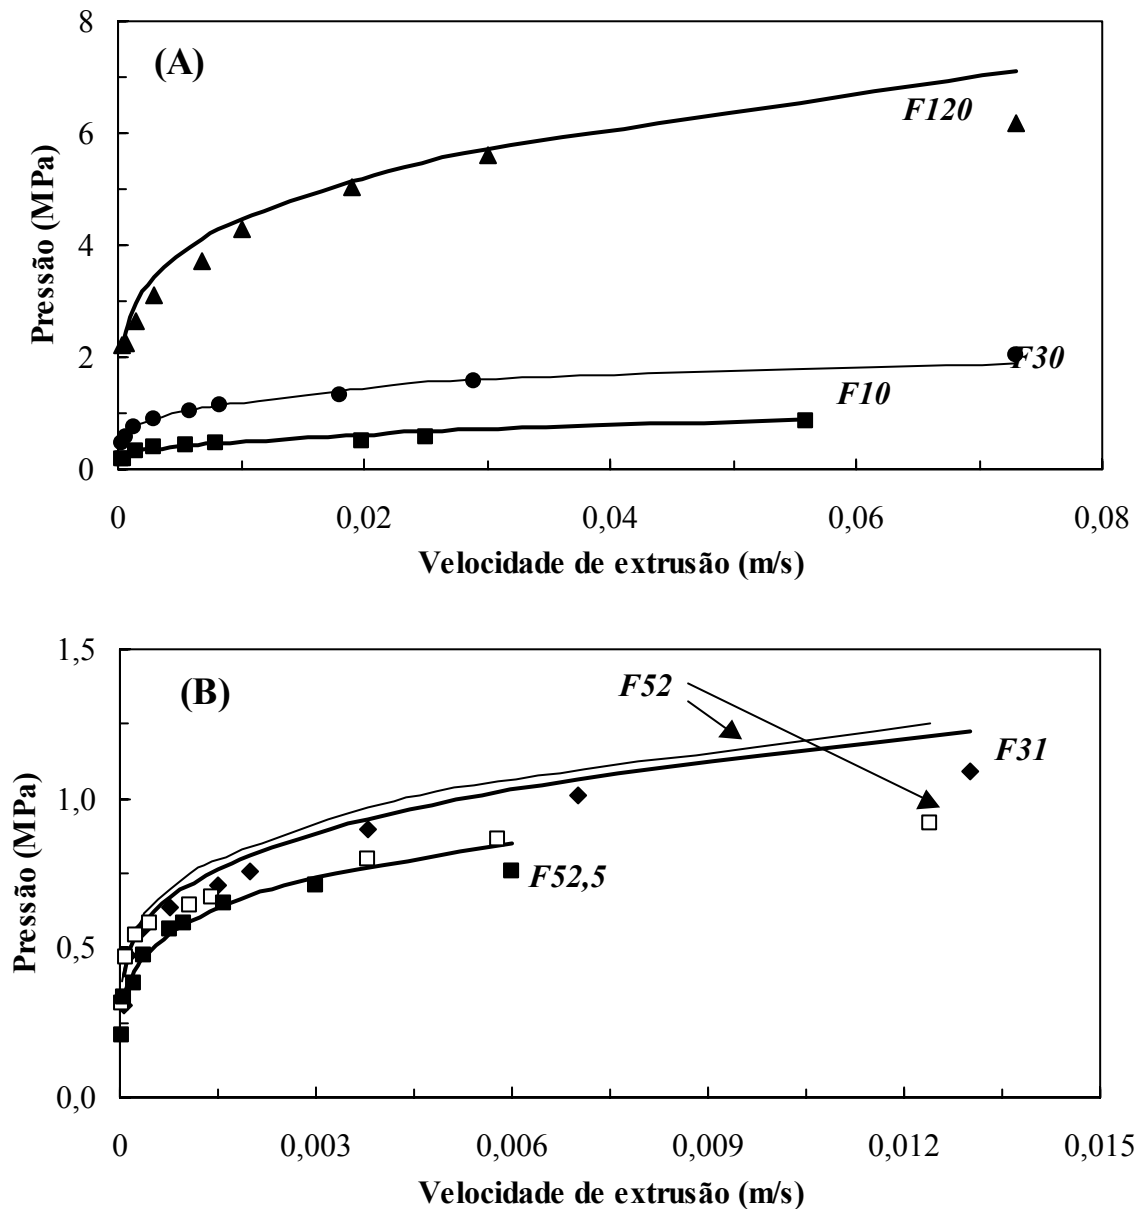 8
(A)
F120
6
Pressão (MPa)
4
2
F30
F10
0
0 0,02 0,04 0,06 0,08
Velocidade de extrusão (m/s)
1,5
F52
(B)
F31
1,0
Pressão (MPa)
F52,5
0,5
0,0
0 0,003 0,006 0,009 0,012 0,015
Velocidade de extrusão (m/s)